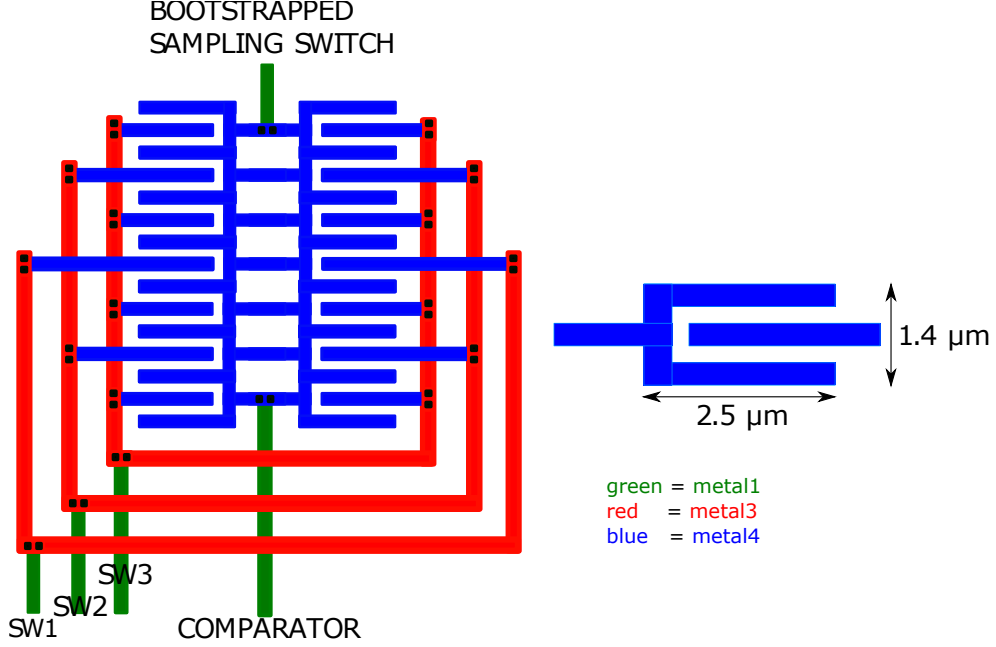 BOOTSTRAPPED
SAMPLING SWITCH
1.4 µm
2.5 µm
green = metal1
red = metal3
blue = metal4
SW3
SW2
SW1
COMPARATOR